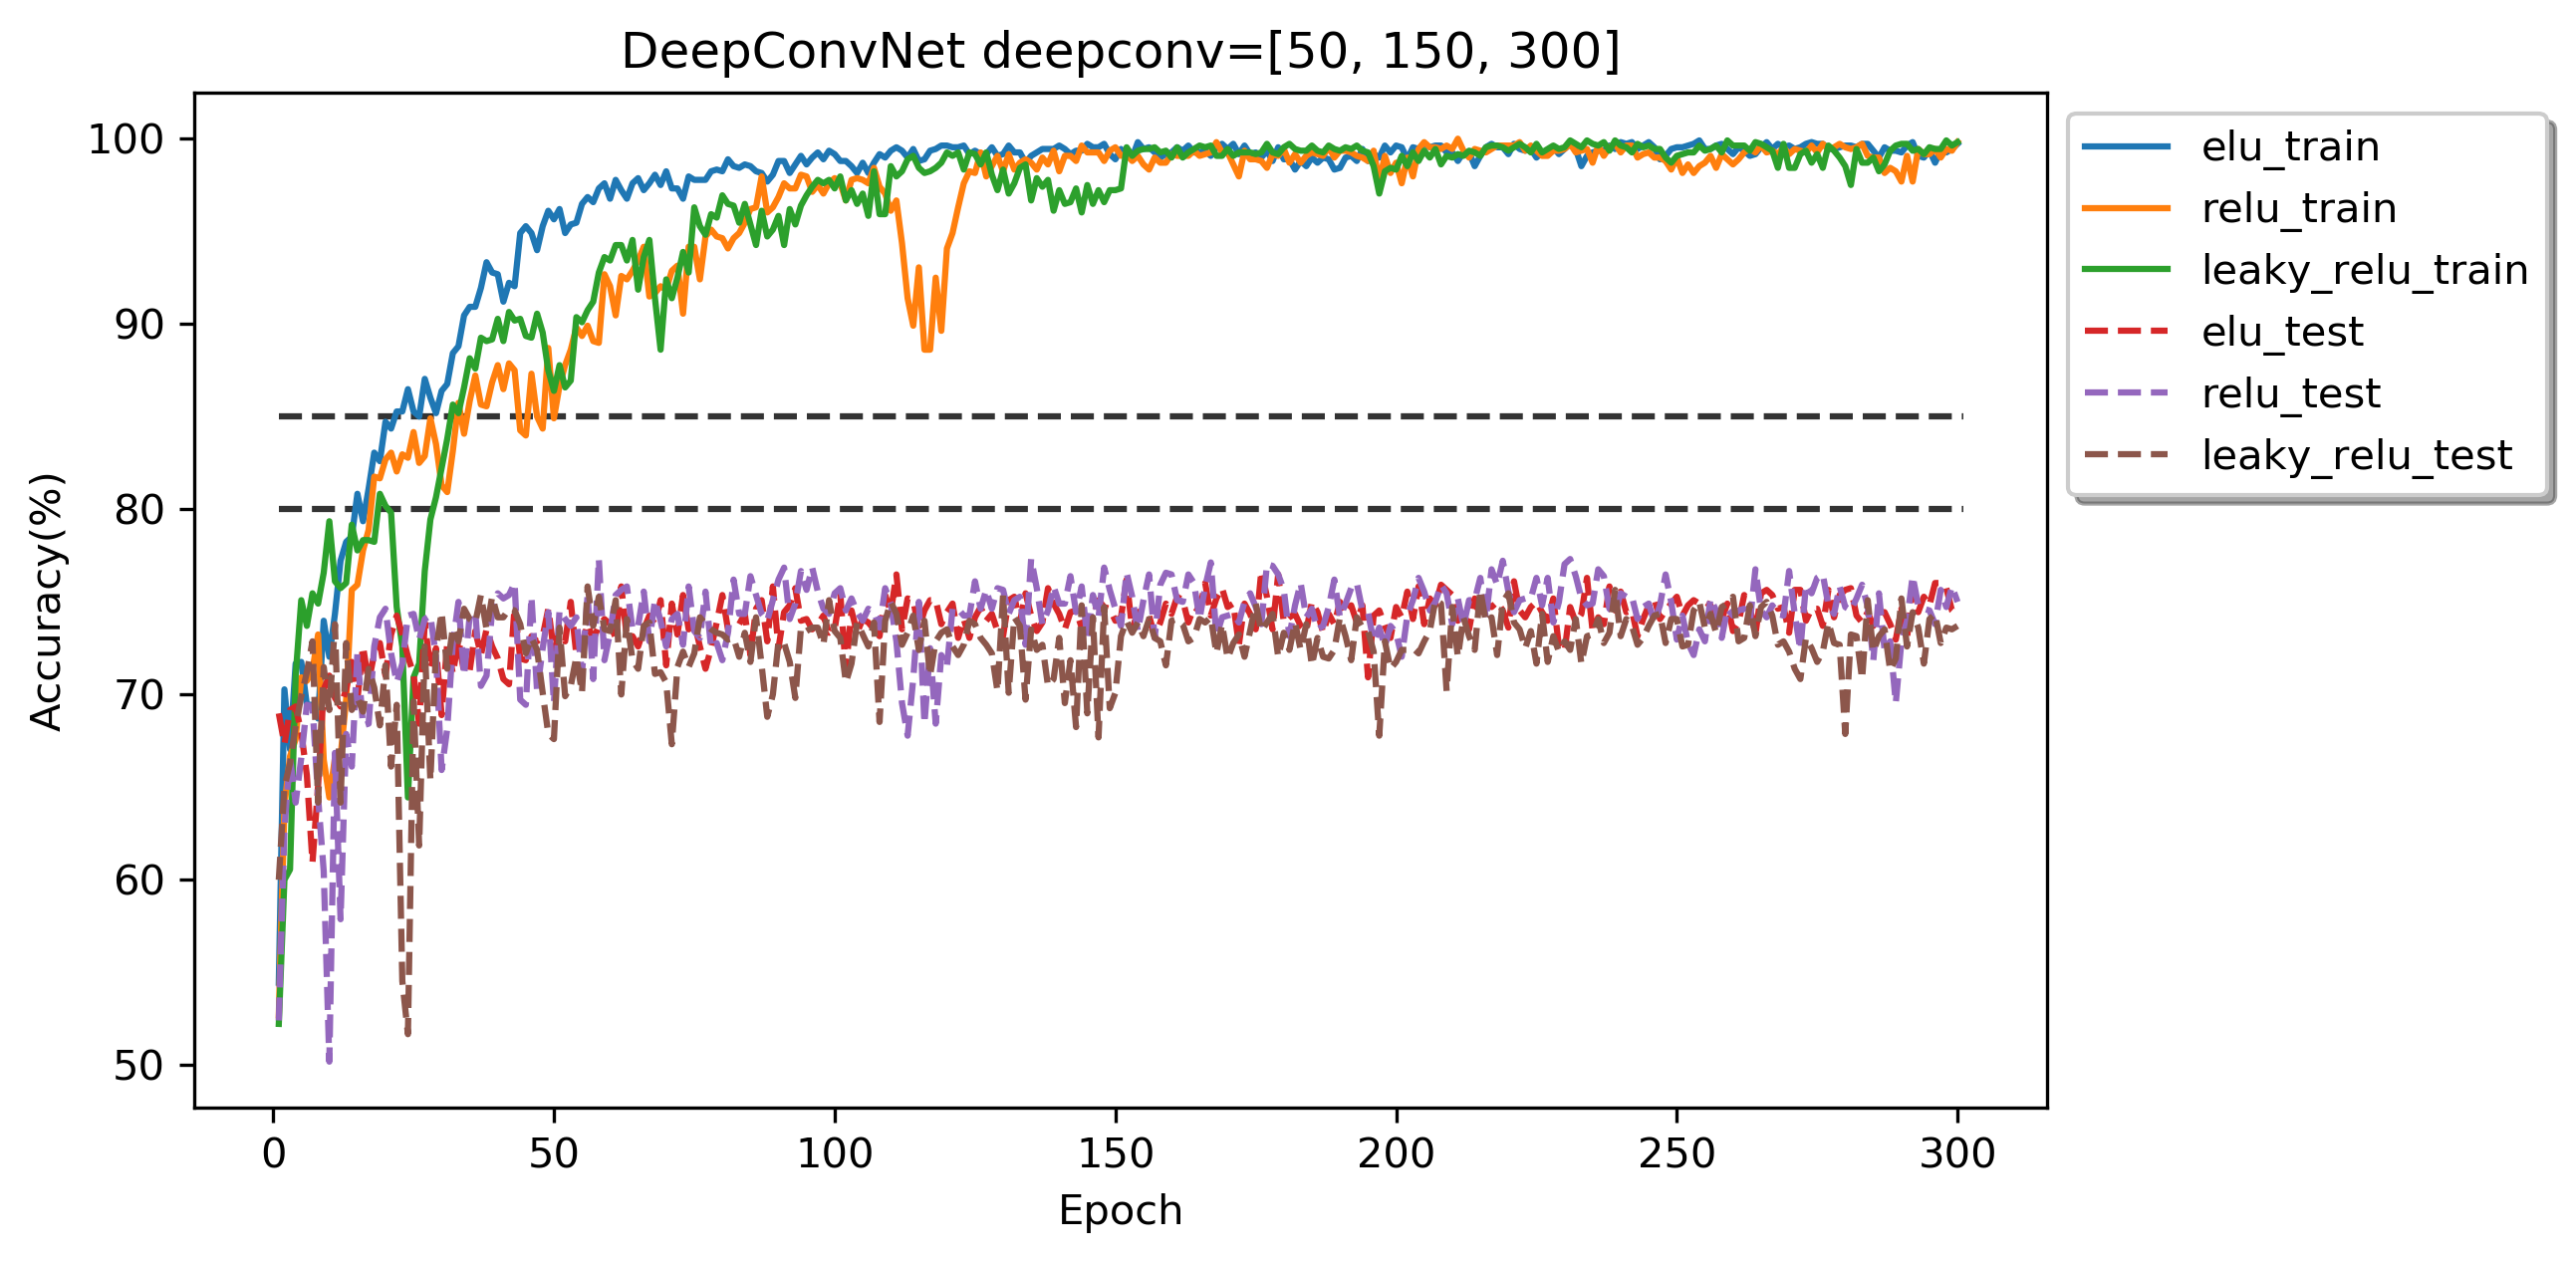 DeepConvNet deepconv=[50, 150, 300]
Accuracy(%)
100
90
80
70
60
50
0 50 100 150 200 250 300
Epoch
elu_train
relu_train
leaky_relu_train
elu_test
relu_test
leaky_relu_test